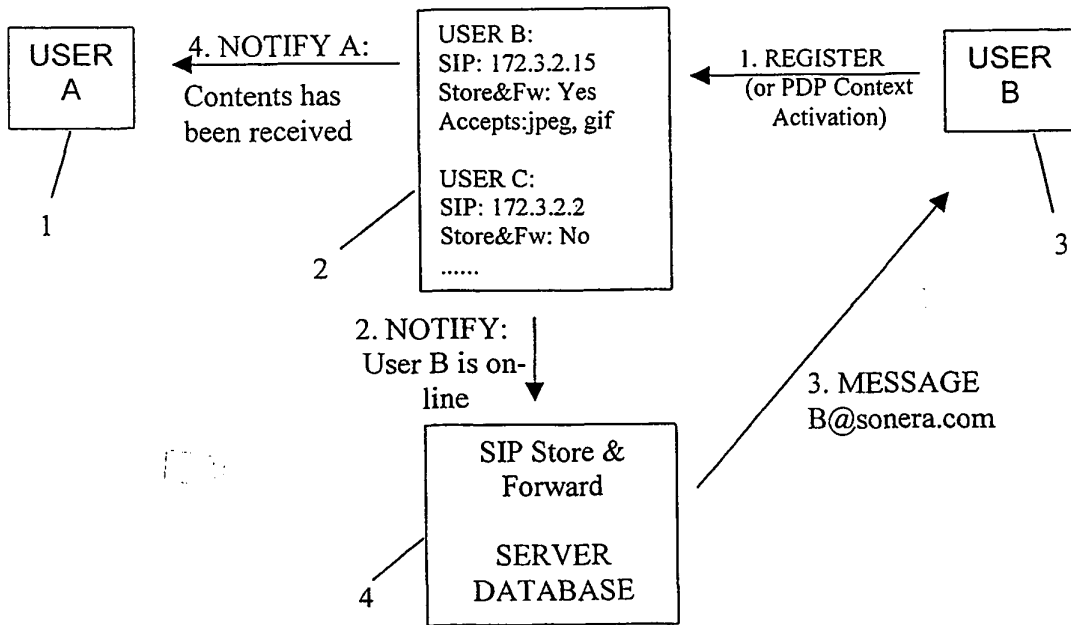 USER
A
1
4. NOTIFY A:
Contents has
been received
USER B:
SIP: 172.3.2.15
Store&Fw: Yes
Accepts:jpeg, gif
USER C:
SIP: 172.3.2.2
Store&Fw: No
......
2
1. REGISTER
(or PDP Context
Activation)
USER
B
3
2. NOTIFY:
User B is on-
line
3. MESSAGE
B@sonera.com
SIP Store &
Forward
SERVER
DATABASE
4